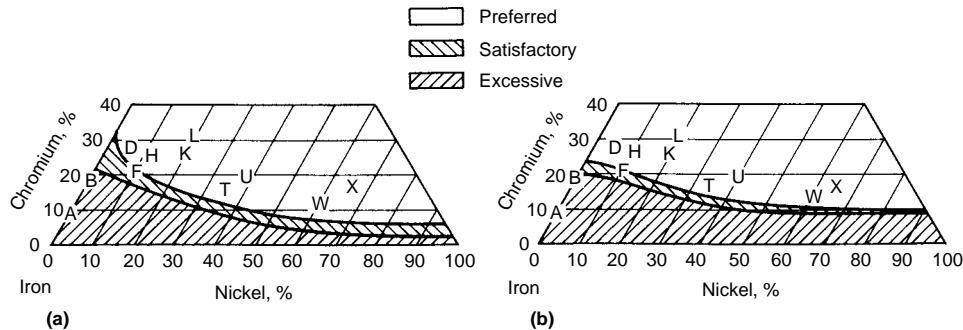 Preferred
Satisfactory
Excessive
Chromium, %
40
30
20
10
0
D H K L
B F T U W X
A
0 10 20 30 40 50 60 70 80 90 100
Iron
Nickel, %
(a)
Chromium, %
40
30
20
10
0
D H K L
B F T U W X
A
0 10 20 30 40 50 60 70 80 90 100
Iron
Nickel, %
(b)